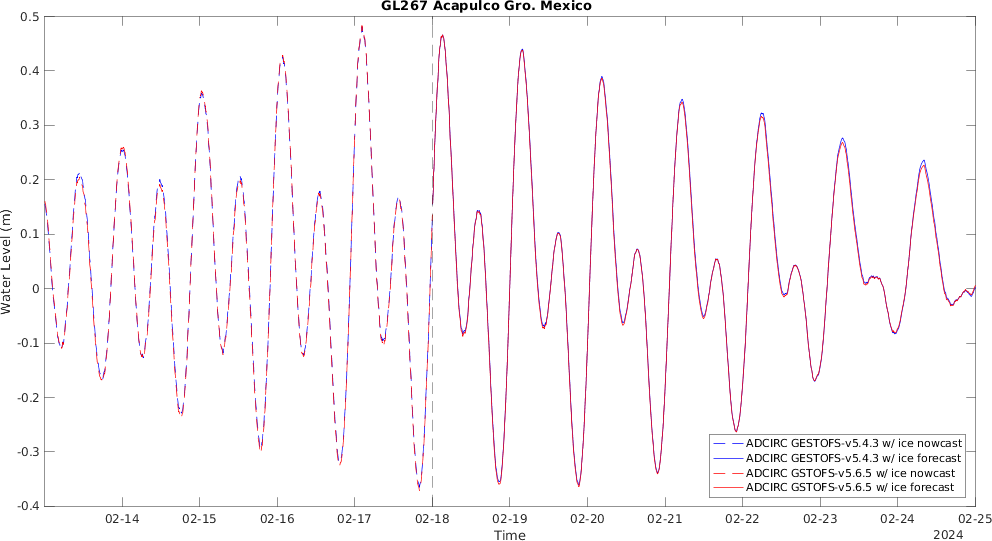 GL267 Acapulco Gro. Mexico
0.5
0.4
0.3
0.2
0.1
0
-0.1
-0.2
-0.3
-0.4
Water Level (m)
ADCIRC GESTOFS-v5.4.3 w/ ice nowcast
ADCIRC GESTOFS-v5.4.3 w/ ice forecast
ADCIRC GSTOFS-v5.6.5 w/ ice nowcast
ADCIRC GSTOFS-v5.6.5 w/ ice forecast
02-14 02-15 02-16 02-17 02-18 02-19 02-20 02-21 02-22 02-23 02-24 02-25
Time
2024